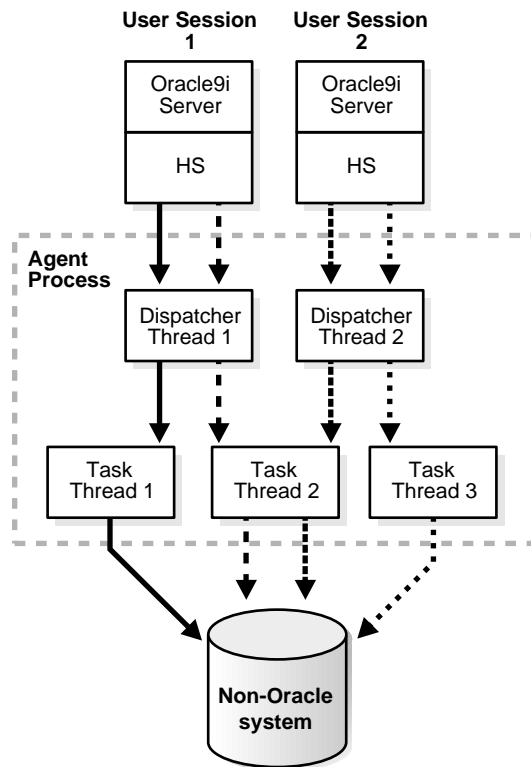 User Session
1
User Session
2
Oracle9i
Server
HS
Oracle9i
Server
HS
Agent
Process
Dispatcher
Thread 1
Dispatcher
Thread 2
Task
Thread 1
Task
Thread 2
Task
Thread 3
Non-Oracle
system